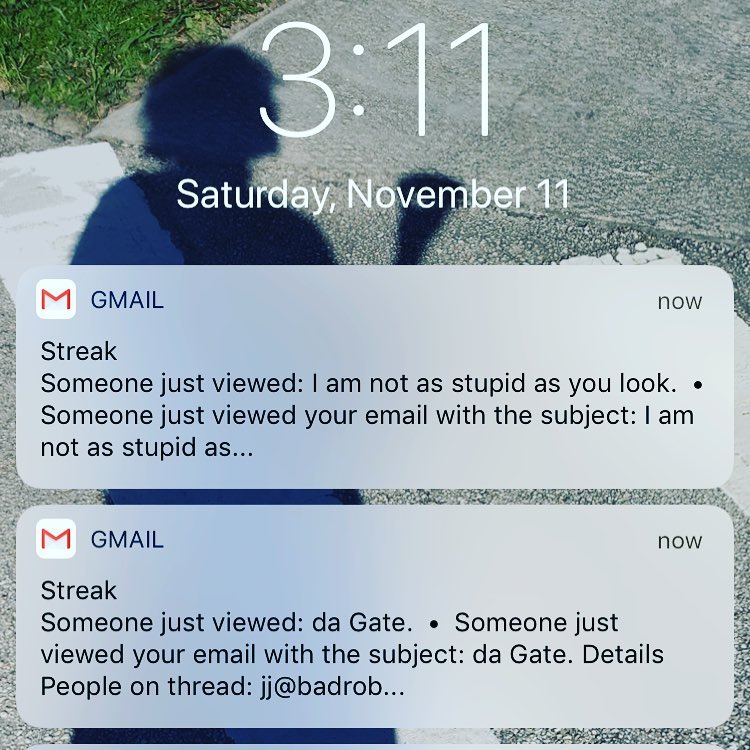 3:11
Saturday, November 11
GMAIL now
Streak
Someone just viewed: I am not as stupid as you look. •
Someone just viewed your email with the subject: I am
not as stupid as...
GMAIL now
Streak
Someone just viewed: da Gate. • Someone just
viewed your email with the subject: da Gate. Details
People on thread: jj@badrob...